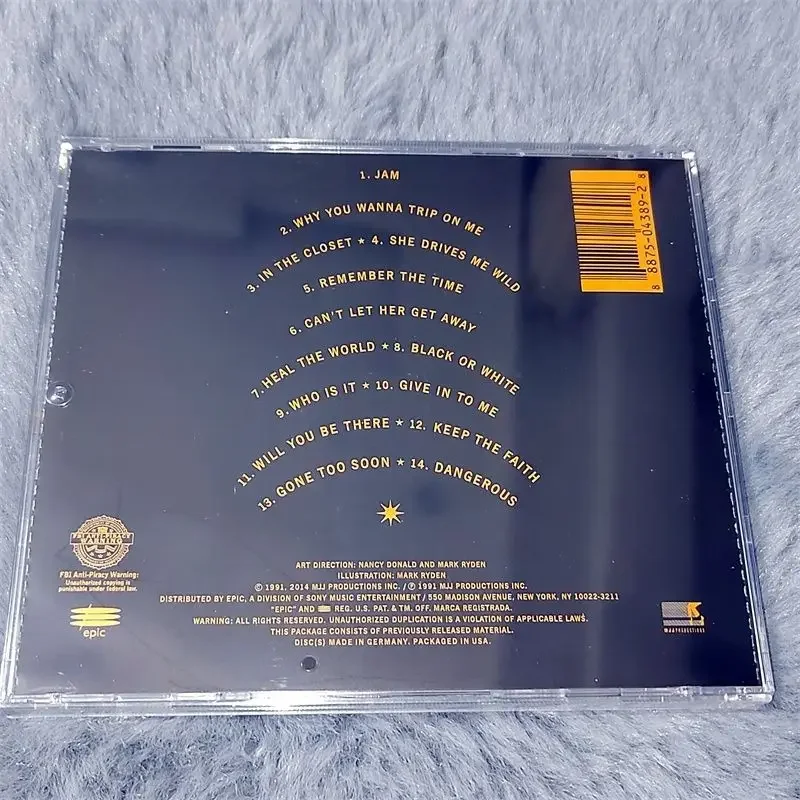 1. JAM
2. WHY YOU WANNA TRIP ON ME
3. IN THE CLOSET ★ 4. SHE DRIVES ME WILD
5. REMEMBER THE TIME
6. CAN'T LET HER GET AWAY
7. HEAL THE WORLD ★ 8. BLACK OR WHITE
9. WHO IS IT ★ 10. GIVE IN TO ME
11. WILL YOU BE THERE ★ 12. KEEP THE FAITH
13. GONE TOO SOON ★ 14. DANGEROUS
8 8875-04389-2 8
FBI ANTI-PIRACY
WARNING
FBI Anti-Piracy Warning:
Unauthorized copying is
punishable under federal law.
epic
ART DIRECTION: NANCY DONALD AND MARK RYDEN
ILLUSTRATION: MARK RYDEN
© 1991, 2014 MJJ PRODUCTIONS INC. / ℗ 1991 MJJ PRODUCTIONS INC.
DISTRIBUTED BY EPIC, A DIVISION OF SONY MUSIC ENTERTAINMENT / 550 MADISON AVENUE, NEW YORK, NY 10022-3211
"EPIC" AND REG. U.S. PAT. & TM. OFF. MARCA REGISTRADA.
WARNING: ALL RIGHTS RESERVED. UNAUTHORIZED DUPLICATION IS A VIOLATION OF APPLICABLE LAWS.
THIS PACKAGE CONSISTS OF PREVIOUSLY RELEASED MATERIAL.
DISC(S) MADE IN GERMANY. PACKAGED IN USA.
MJJ PRODUCTIONS